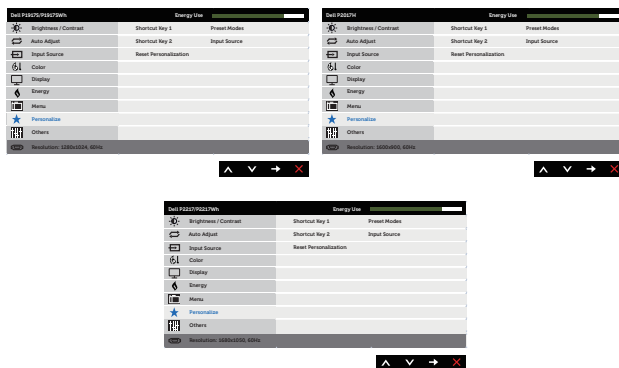 Dell P1917S/P1917SWh Energy Use
Brightness / Contrast Shortcut Key 1 Preset Modes
Auto Adjust Shortcut Key 2 Input Source
Input Source Reset Personalization
Color
Display
Energy
Menu
Personalize
Others
Resolution: 1280x1024, 60Hz
Dell P2017H Energy Use
Brightness / Contrast Shortcut Key 1 Preset Modes
Auto Adjust Shortcut Key 2 Input Source
Input Source Reset Personalization
Color
Display
Energy
Menu
Personalize
Others
Resolution: 1600x900, 60Hz
Dell P2217/P2217Wh Energy Use
Brightness / Contrast Shortcut Key 1 Preset Modes
Auto Adjust Shortcut Key 2 Input Source
Input Source Reset Personalization
Color
Display
Energy
Menu
Personalize
Others
Resolution: 1680x1050, 60Hz